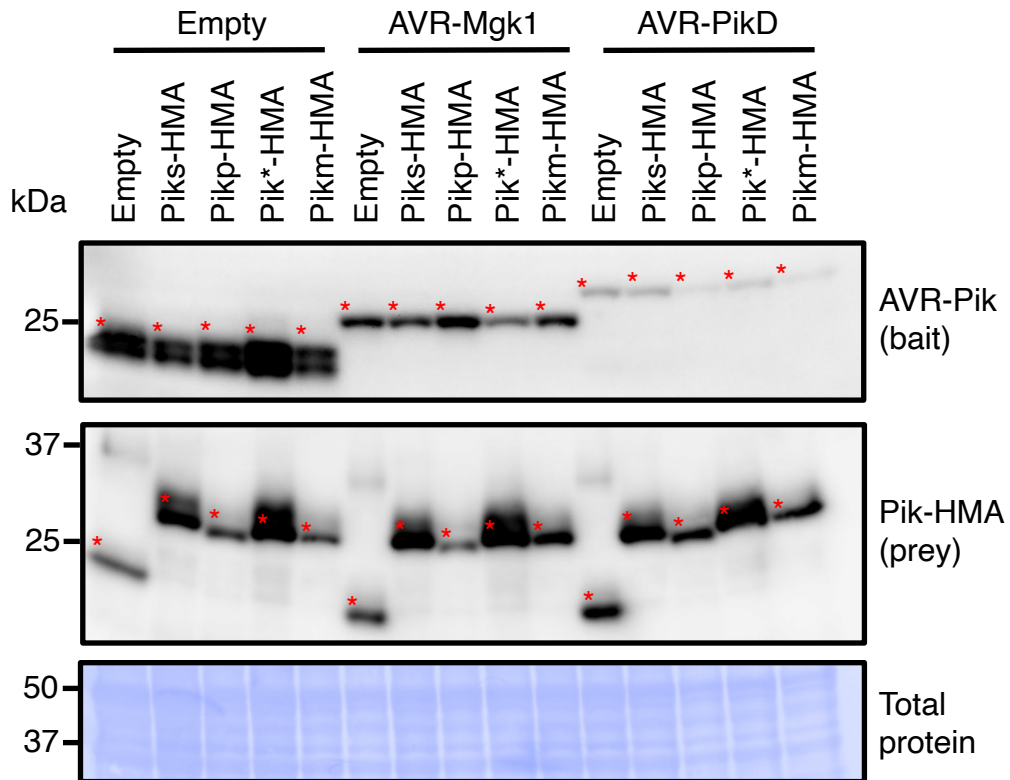 Empty AVR-Mgk1 AVR-PikD
Empty Piks-HMA Pikp-HMA Pik*-HMA Pikm-HMA Empty Piks-HMA Pikp-HMA Pik*-HMA Pikm-HMA Empty Piks-HMA Pikp-HMA Pik*-HMA Pikm-HMA
kDa
25
AVR-Pik
(bait)
37
25
Pik-HMA
(prey)
50
37
Total
protein